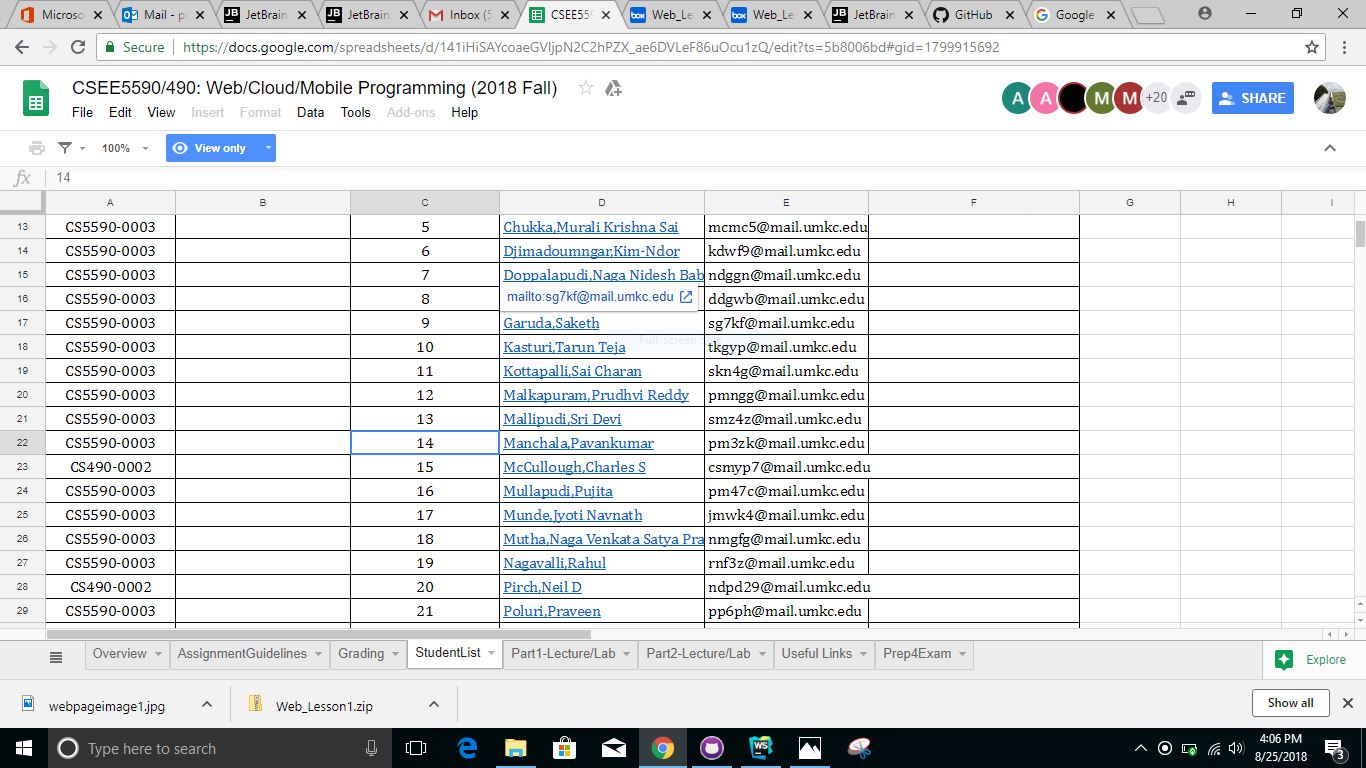 Microso
Mail - p
JetBrain
JetBrain
Inbox (5
CSEE559
Web_Le
Web_Le
JetBrain
GitHub
Google
Secure
https://docs.google.com/spreadsheets/d/141iHiSAYcoaeGVljpN2C2hPZX_ae6DVLeF86uOcu1zQ/edit?ts=5b8006bd#gid=1799915692
CSEE5590/490: Web/Cloud/Mobile Programming (2018 Fall)
File Edit View Insert Format Data Tools Add-ons Help
A A M M +20 SHARE
100% View only
fx 14
A B C D E F G H I
13 CS5590-0003 5 Chukka,Murali Krishna Sai mcmc5@mail.umkc.edu
14 CS5590-0003 6 Djimadoumngar,Kim-Ndor kdwf9@mail.umkc.edu
15 CS5590-0003 7 Doppalapudi,Naga Nidesh Bab ndggn@mail.umkc.edu
16 CS5590-0003 8 mailto:sg7kf@mail.umkc.edu ddgwb@mail.umkc.edu
17 CS5590-0003 9 Garuda,Saketh sg7kf@mail.umkc.edu
Full-screen
18 CS5590-0003 10 Kasturi,Tarun Teja tkgyp@mail.umkc.edu
19 CS5590-0003 11 Kottapalli,Sai Charan skn4g@mail.umkc.edu
20 CS5590-0003 12 Malkapuram,Prudhvi Reddy pmngg@mail.umkc.edu
21 CS5590-0003 13 Mallipudi,Sri Devi smz4z@mail.umkc.edu
22 CS5590-0003 14 Manchala,Pavankumar pm3zk@mail.umkc.edu
23 CS490-0002 15 McCullough,Charles S csmyp7@mail.umkc.edu
24 CS5590-0003 16 Mullapudi,Pujita pm47c@mail.umkc.edu
25 CS5590-0003 17 Munde,Jyoti Navnath jmwk4@mail.umkc.edu
26 CS5590-0003 18 Mutha,Naga Venkata Satya Pra nmgfg@mail.umkc.edu
27 CS5590-0003 19 Nagavalli,Rahul rnf3z@mail.umkc.edu
28 CS490-0002 20 Pirch,Neil D ndpd29@mail.umkc.edu
29 CS5590-0003 21 Poluri,Praveen pp6ph@mail.umkc.edu
Overview AssignmentGuidelines Grading StudentList Part1-Lecture/Lab Part2-Lecture/Lab Useful Links Prep4Exam Explore
webpageimage1.jpg Web_Lesson1.zip Show all
Type here to search
4:06 PM
8/25/2018
3